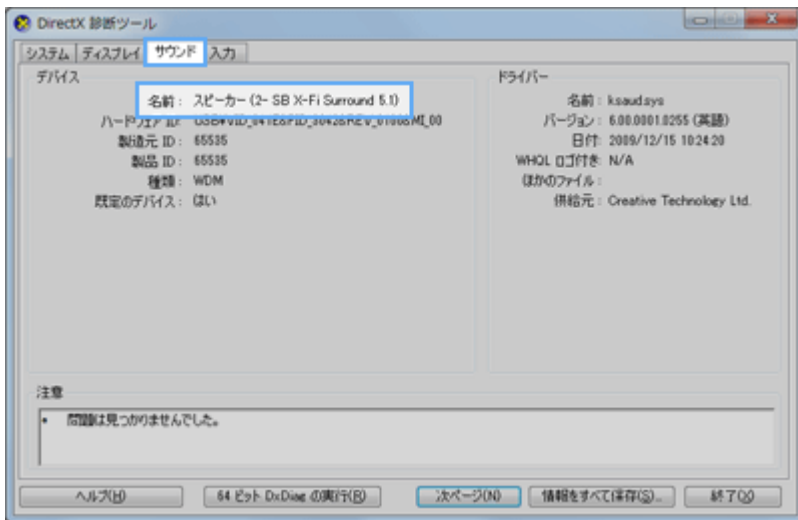 DirectX 診断ツール
システム ディスプレイ サウンド 入力
デバイス
名前： スピーカー (2- SB X-Fi Surround 5.1)
製造元 ID： 65535
製品 ID： 65535
種類： WDM
既定のデバイス： はい
ドライバー
名前： ksaud.sys
バージョン： 6.00.0001.0255 (英語)
日付： 2009/12/15 10:24:20
WHQL ロゴ付き： N/A
ほかのファイル：
供給元： Creative Technology Ltd.
注意
• 問題は見つかりませんでした。
ヘルプ(H) 64 ビット DxDiag の実行(R) 次ページ(N) 情報をすべて保存(S)... 終了(X)